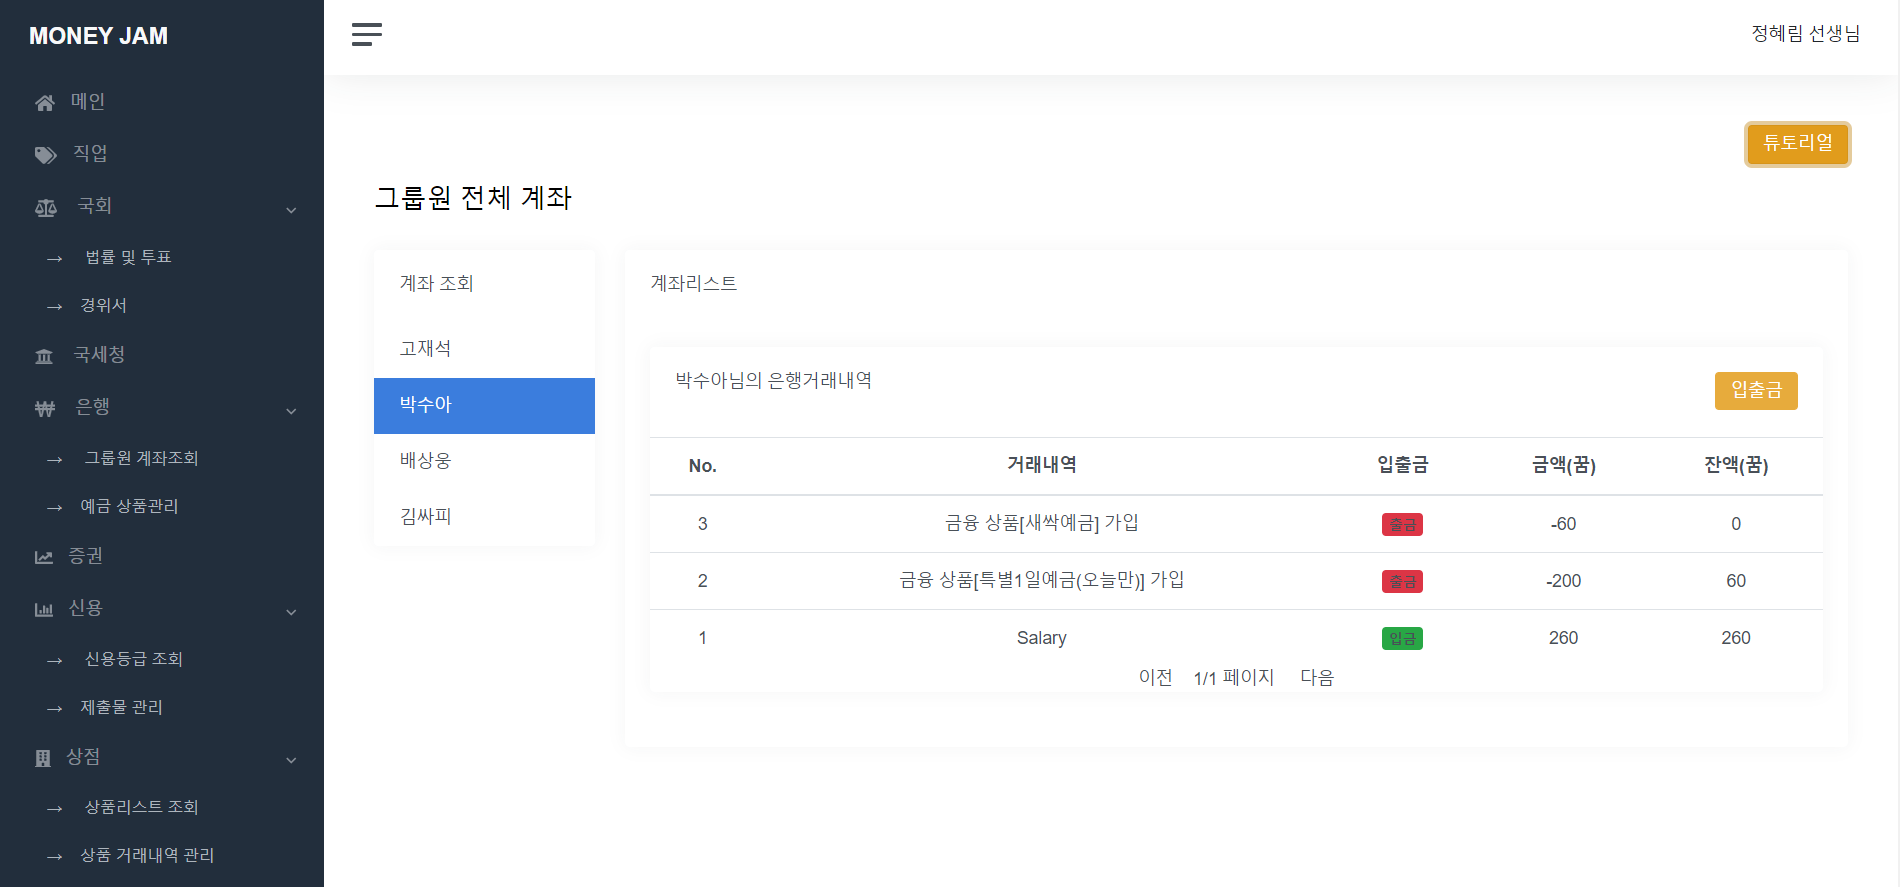 MONEY JAM
메인
직업
국회
→ 법률 및 투표
→ 경위서
국세청
은행
→ 그룹원 계좌조회
→ 예금 상품관리
증권
신용
→ 신용등급 조회
→ 제출물 관리
상점
→ 상품리스트 조회
→ 상품 거래내역 관리
정혜림 선생님
튜토리얼
그룹원 전체 계좌
계좌 조회
고재석
박수아
배상웅
김싸피
계좌리스트
박수아님의 은행거래내역
입출금
No. 거래내역 입출금 금액(꿈) 잔액(꿈)
3 금융 상품[새싹예금] 가입 출금 -60 0
2 금융 상품[특별1일예금(오늘만)] 가입 출금 -200 60
1 Salary 입금 260 260
이전 1/1 페이지 다음